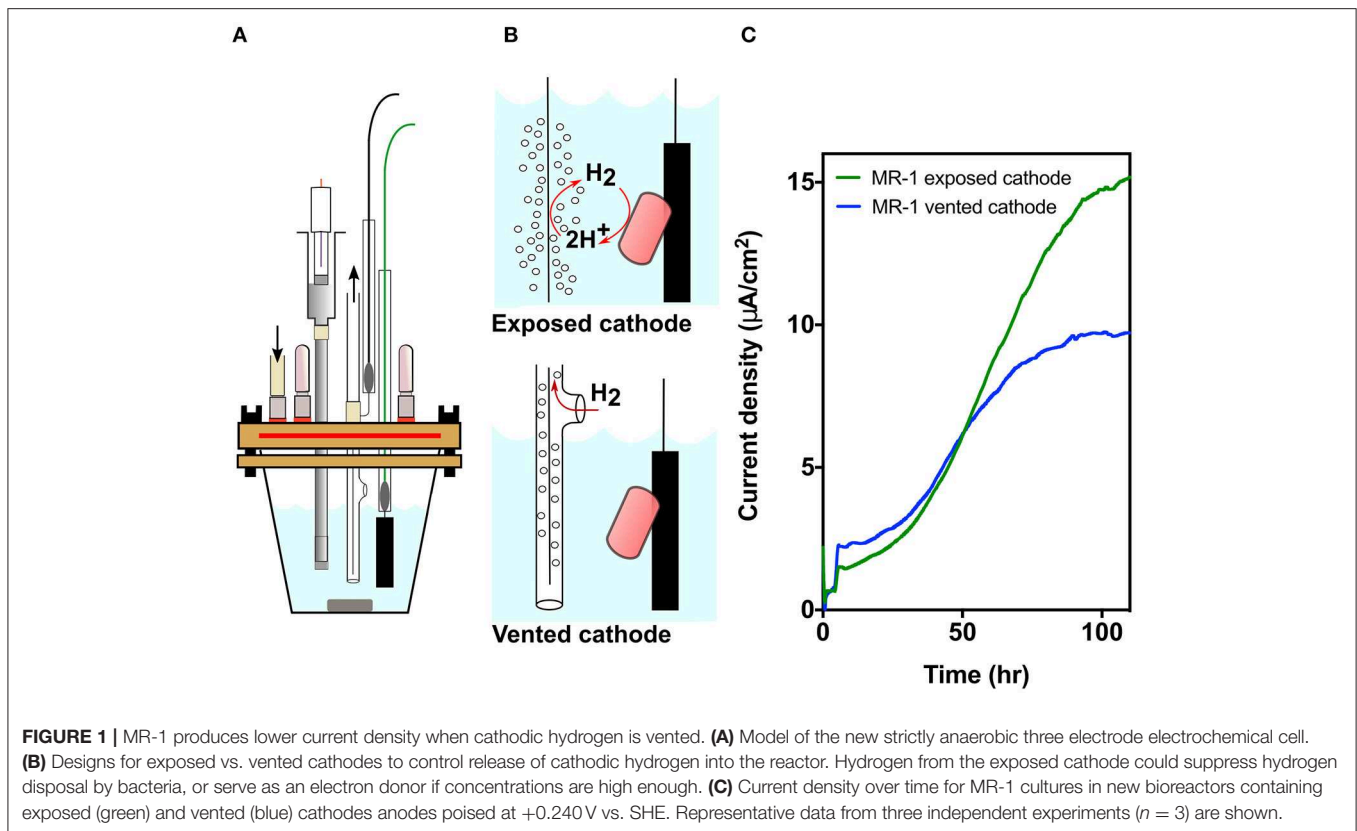 A
B
C
H2
2H+
Exposed cathode
H2
Vented cathode
MR-1 exposed cathode
MR-1 vented cathode
15
10
5
0
Current density (µA/cm²)
0
50
100
Time (hr)
FIGURE 1 | MR-1 produces lower current density when cathodic hydrogen is vented. (A) Model of the new strictly anaerobic three electrode electrochemical cell.
(B) Designs for exposed vs. vented cathodes to control release of cathodic hydrogen into the reactor. Hydrogen from the exposed cathode could suppress hydrogen
disposal by bacteria, or serve as an electron donor if concentrations are high enough. (C) Current density over time for MR-1 cultures in new bioreactors containing
exposed (green) and vented (blue) cathodes anodes poised at +0.240 V vs. SHE. Representative data from three independent experiments (n = 3) are shown.